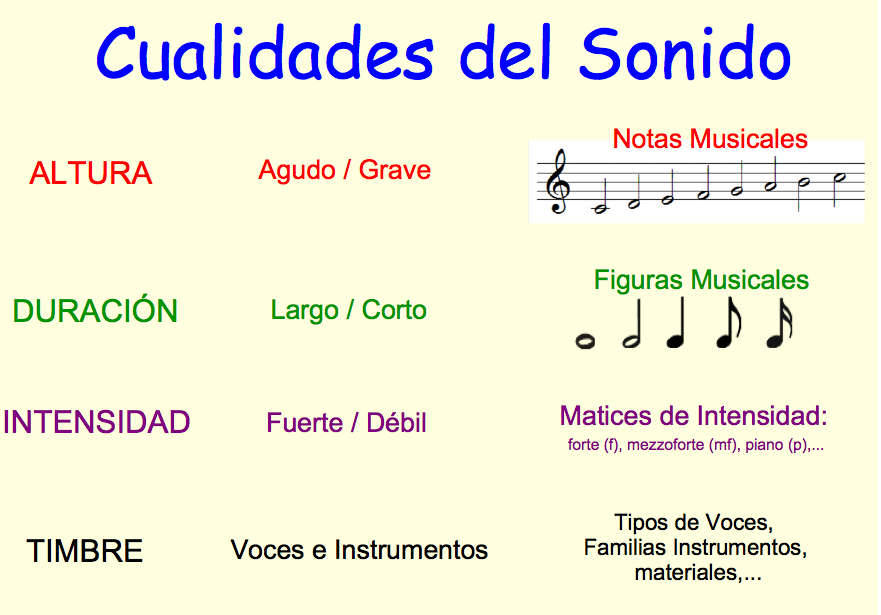 Cualidades del Sonido
Notas Musicales
ALTURA
Agudo / Grave
Figuras Musicales
DURACIÓN
Largo / Corto
INTENSIDAD
Fuerte / Débil
Matices de Intensidad:
forte (f), mezzoforte (mf), piano (p),...
TIMBRE
Voces e Instrumentos
Tipos de Voces,
Familias Instrumentos,
materiales,...